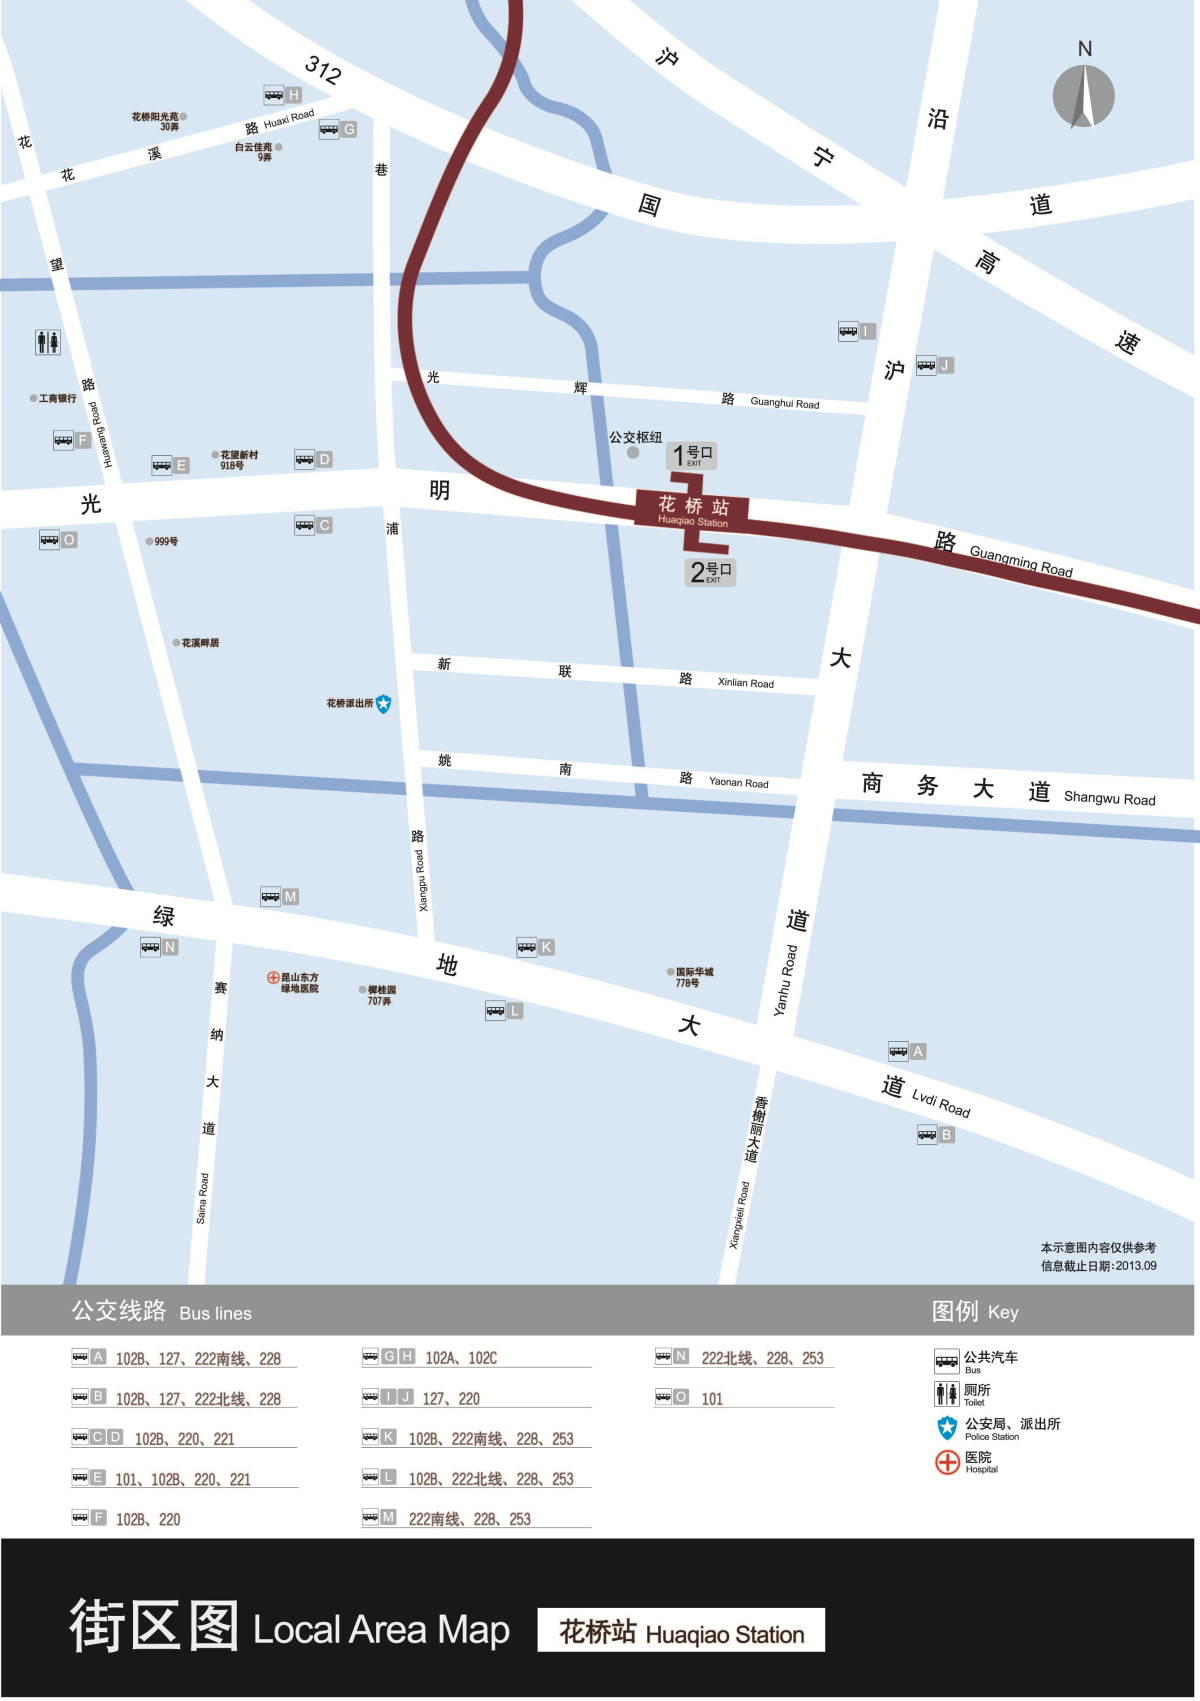 N
312
国
道
沪
宁
高
速
沿
沪
大
道 Yanhu Road
H
G
花桥阳光苑
30弄
花 溪 路 Huaxi Road
白云佳苑
9弄
花 望 路 Huawang Road
巷 浦 路 Xiangpu Road
I
J
工商银行
F
E
花望新村
918号
D
光 辉 路 Guanghui Road
公交枢纽
1号口
EXIT
花桥站
Huaqiao Station
2号口
EXIT
光 明 路 Guangming Road
O
999号
C
花溪畔居
花桥派出所
新 联 路 Xinlian Road
姚 南 路 Yaonan Road
商务大道 Shangwu Road
M
N
K
L
绿 地 大 道 Lvdi Road
昆山东方
绿地医院
榔桂园
707弄
国际华城
778号
A
B
赛纳大道 Saina Road
香榭丽大道 Xiangxieli Road
本示意图内容仅供参考
信息截止日期:2013.09
公交线路 Bus lines
图例 Key
A 102B、127、222南线、228
B 102B、127、222北线、228
C D 102B、220、221
E 101、102B、220、221
F 102B、220
G H 102A、102C
I J 127、220
K 102B、222南线、228、253
L 102B、222北线、228、253
M 222南线、228、253
N 222北线、228、253
O 101
公共汽车
Bus
厕所
Toilet
公安局、派出所
Police Station
医院
Hospital
街区图 Local Area Map 花桥站 Huaqiao Station